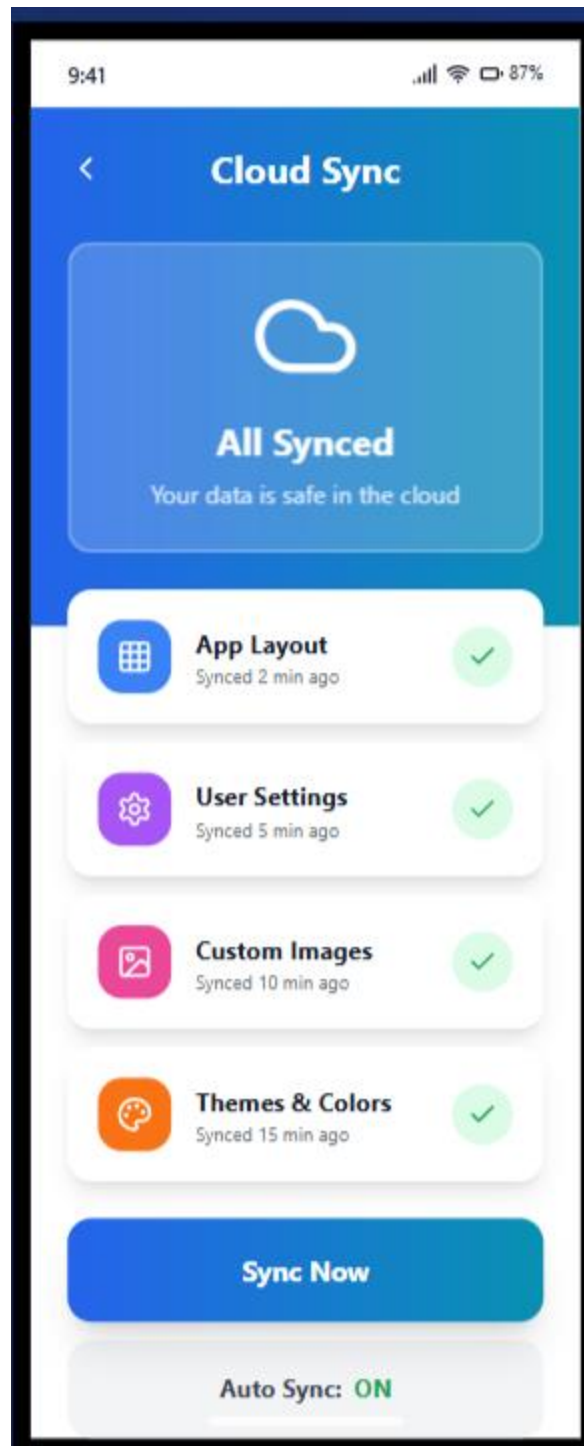 9:41 87%
Cloud Sync
All Synced
Your data is safe in the cloud
App Layout
Synced 2 min ago
User Settings
Synced 5 min ago
Custom Images
Synced 10 min ago
Themes & Colors
Synced 15 min ago
Sync Now
Auto Sync: ON